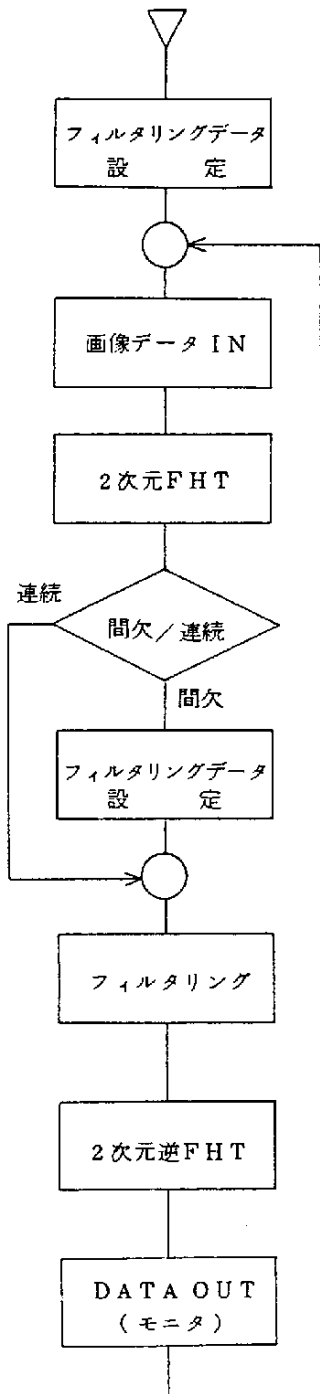 フィルタリングデータ
設 定
画像データ IN
2次元FHT
連続
間欠/連続
間欠
フィルタリングデータ
設 定
フィルタリング
2次元逆FHT
DATA OUT
(モニタ)